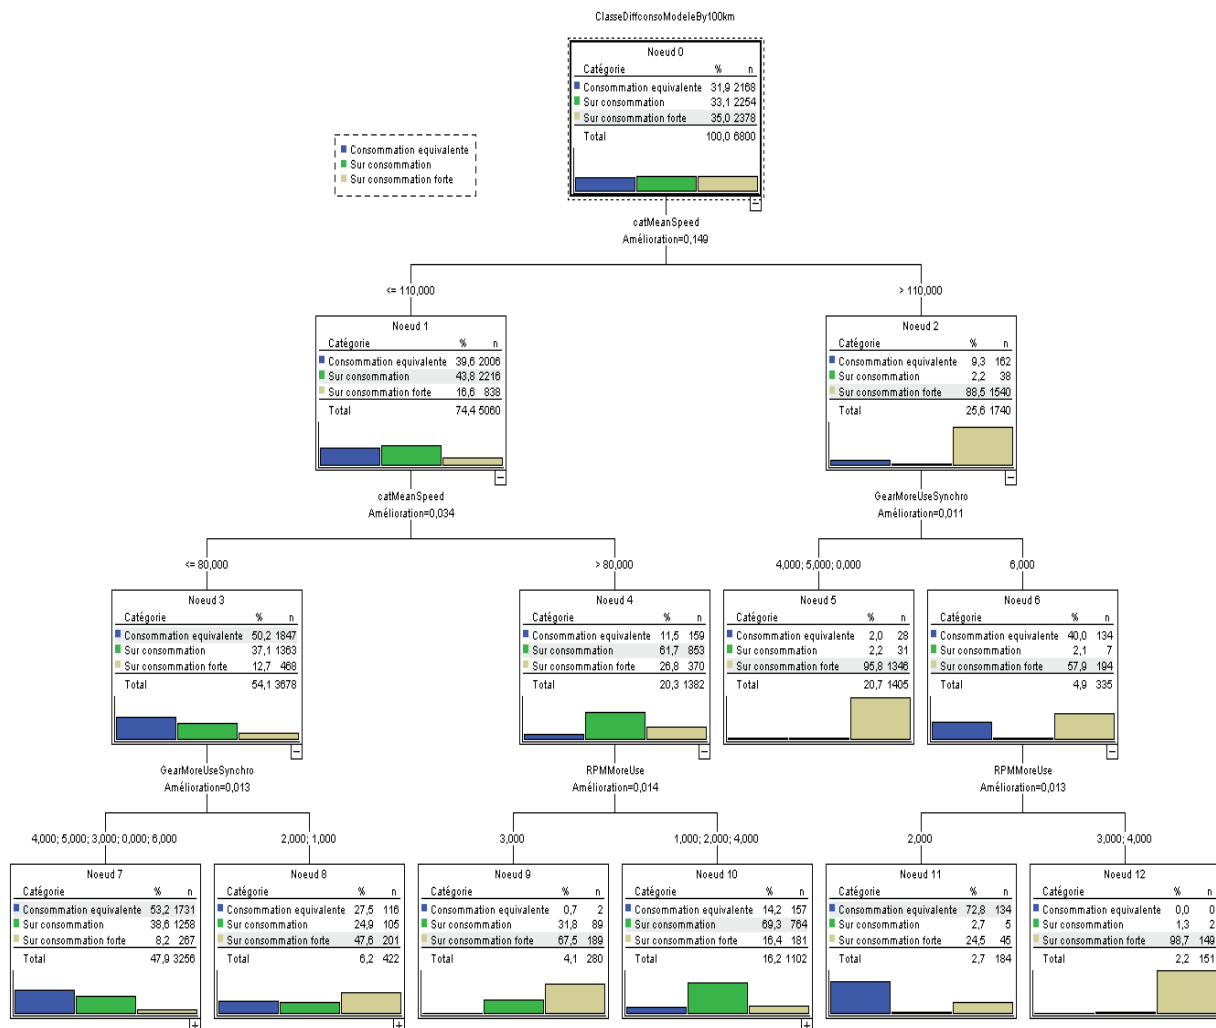 ClasseDiffconsoModeleBy100km
Noeud 0
Catégorie % n
Consommation equivalente 31,9 2168
Sur consommation 33,1 2254
Sur consommation forte 35,0 2378
Total 100,0 6800
Consommation equivalente
Sur consommation
Sur consommation forte
catMeanSpeed
Amélioration=0,149
<= 110,000
> 110,000
Noeud 1
Catégorie % n
Consommation equivalente 39,6 2006
Sur consommation 43,8 2216
Sur consommation forte 16,6 838
Total 74,4 5060
Noeud 2
Catégorie % n
Consommation equivalente 9,3 162
Sur consommation 2,2 38
Sur consommation forte 88,5 1540
Total 25,6 1740
catMeanSpeed
Amélioration=0,034
GearMoreUseSynchro
Amélioration=0,011
<= 80,000
> 80,000
4,000; 5,000; 0,000
6,000
Noeud 3
Catégorie % n
Consommation equivalente 50,2 1847
Sur consommation 37,1 1363
Sur consommation forte 12,7 468
Total 54,1 3678
Noeud 4
Catégorie % n
Consommation equivalente 11,5 159
Sur consommation 61,7 853
Sur consommation forte 26,8 370
Total 20,3 1382
Noeud 5
Catégorie % n
Consommation equivalente 2,0 28
Sur consommation 2,2 31
Sur consommation forte 95,8 1346
Total 20,7 1405
Noeud 6
Catégorie % n
Consommation equivalente 40,0 134
Sur consommation 2,1 7
Sur consommation forte 57,9 194
Total 4,9 335
GearMoreUseSynchro
Amélioration=0,013
RPMMoreUse
Amélioration=0,014
RPMMoreUse
Amélioration=0,013
4,000; 5,000; 3,000; 0,000; 6,000
2,000; 1,000
3,000
1,000; 2,000; 4,000
2,000
3,000; 4,000
Noeud 7
Catégorie % n
Consommation equivalente 53,2 1731
Sur consommation 38,6 1258
Sur consommation forte 8,2 267
Total 47,9 3256
Noeud 8
Catégorie % n
Consommation equivalente 27,5 116
Sur consommation 24,9 105
Sur consommation forte 47,6 201
Total 6,2 422
Noeud 9
Catégorie % n
Consommation equivalente 0,7 2
Sur consommation 31,8 89
Sur consommation forte 67,5 189
Total 4,1 280
Noeud 10
Catégorie % n
Consommation equivalente 14,2 157
Sur consommation 69,3 764
Sur consommation forte 16,4 181
Total 16,2 1102
Noeud 11
Catégorie % n
Consommation equivalente 72,8 134
Sur consommation 2,7 5
Sur consommation forte 24,5 45
Total 2,7 184
Noeud 12
Catégorie % n
Consommation equivalente 0,0 0
Sur consommation 1,3 2
Sur consommation forte 98,7 149
Total 2,2 151